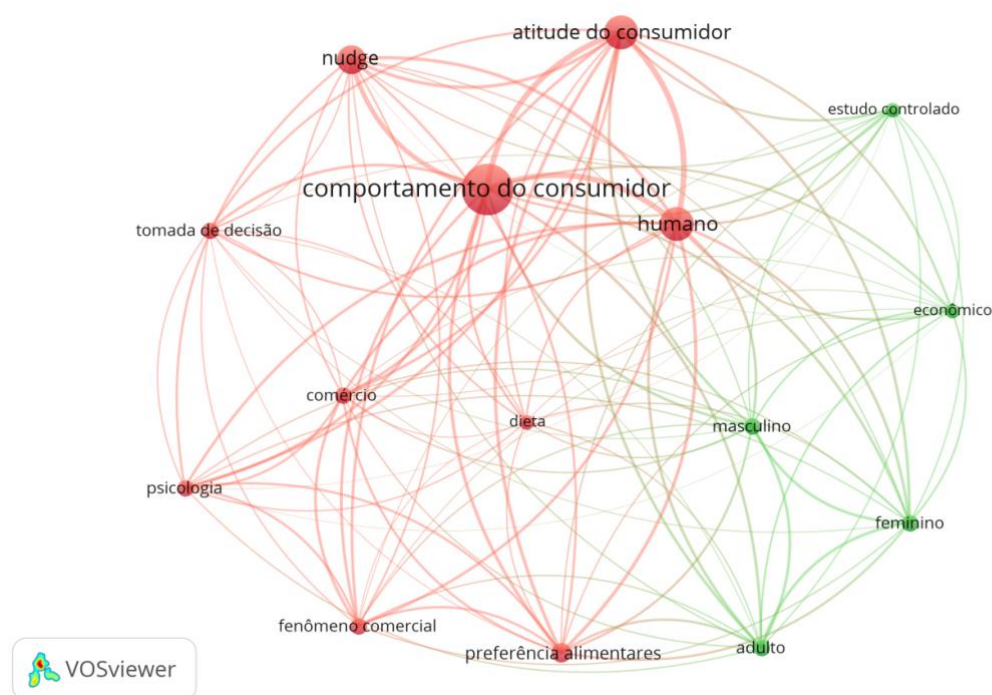 atitude do consumidor
nudge
estudo controlado
comportamento do consumidor
humano
tomada de decisão
econômico
comércio
dieta
masculino
psicologia
feminino
fenômeno comercial
preferência alimentares
adulto
VOSviewer